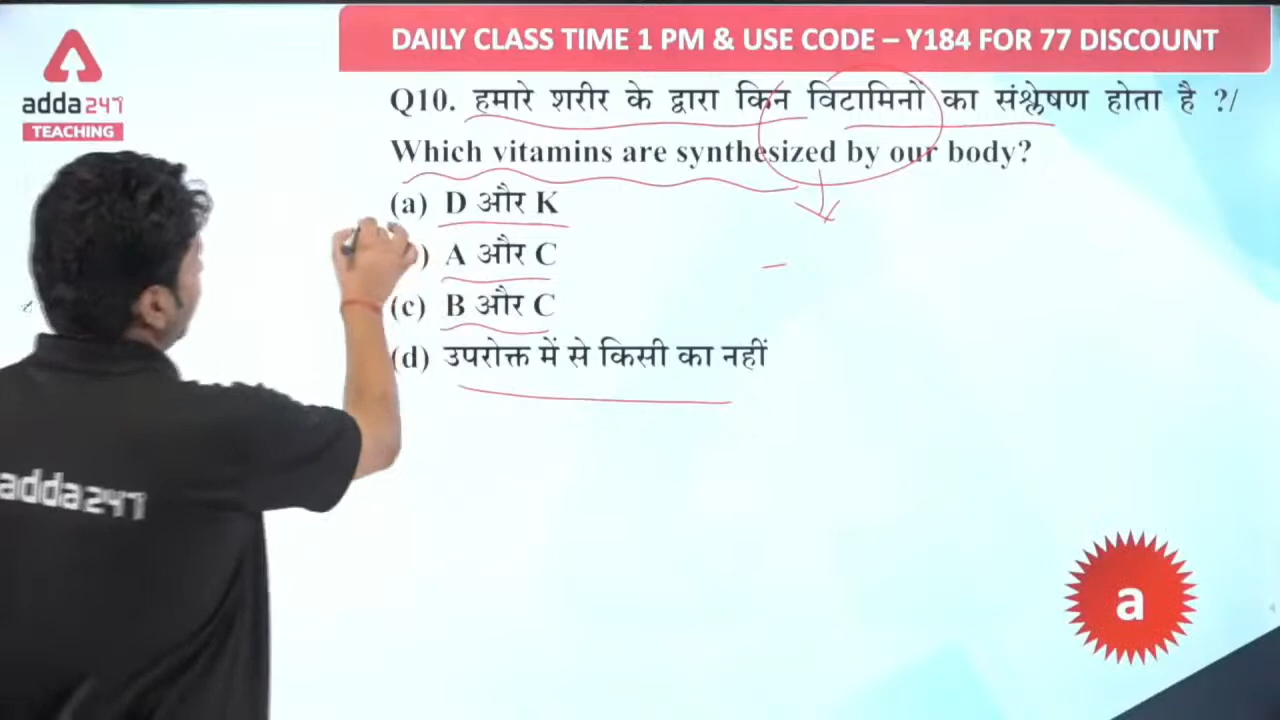 DAILY CLASS TIME 1 PM & USE CODE – Y184 FOR 77 DISCOUNT
adda247
TEACHING
Q10. हमारे शरीर के द्वारा किन विटामिनों का संश्लेषण होता है ?/
Which vitamins are synthesized by our body?
(a) D और K
) A और C
(c) B और C
(d) उपरोक्त में से किसी का नहीं
adda247
a